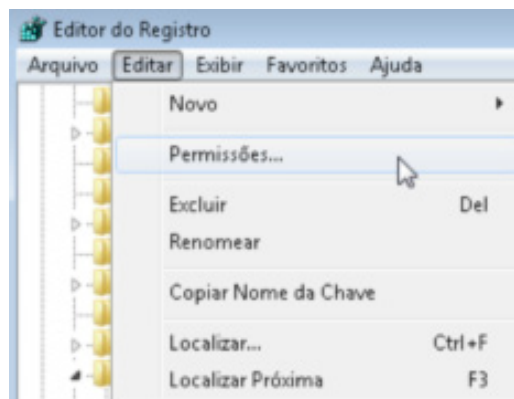 Editor do Registro
Arquivo Editar Exibir Favoritos Ajuda
Novo
Permissões...
Excluir Del
Renomear
Copiar Nome da Chave
Localizar... Ctrl+F
Localizar Próxima F3